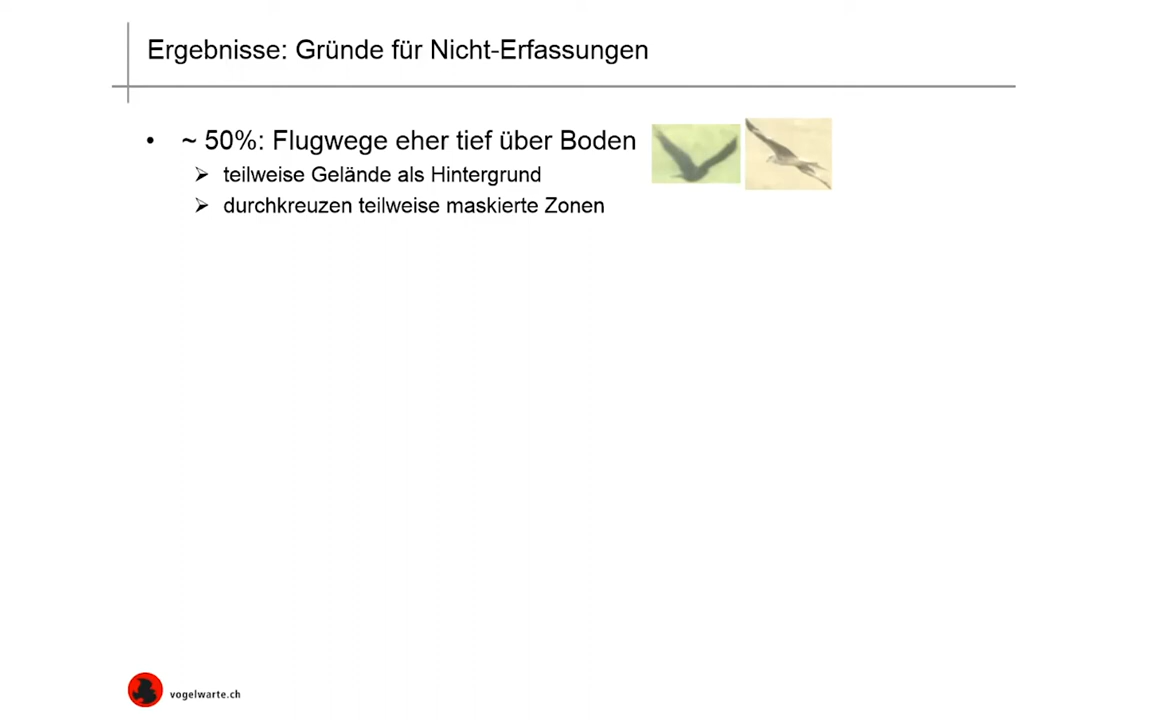 Ergebnisse: Gründe für Nicht-Erfassungen
• ~ 50%: Flugwege eher tief über Boden
➢ teilweise Gelände als Hintergrund
➢ durchkreuzen teilweise maskierte Zonen
vogelwarte.ch